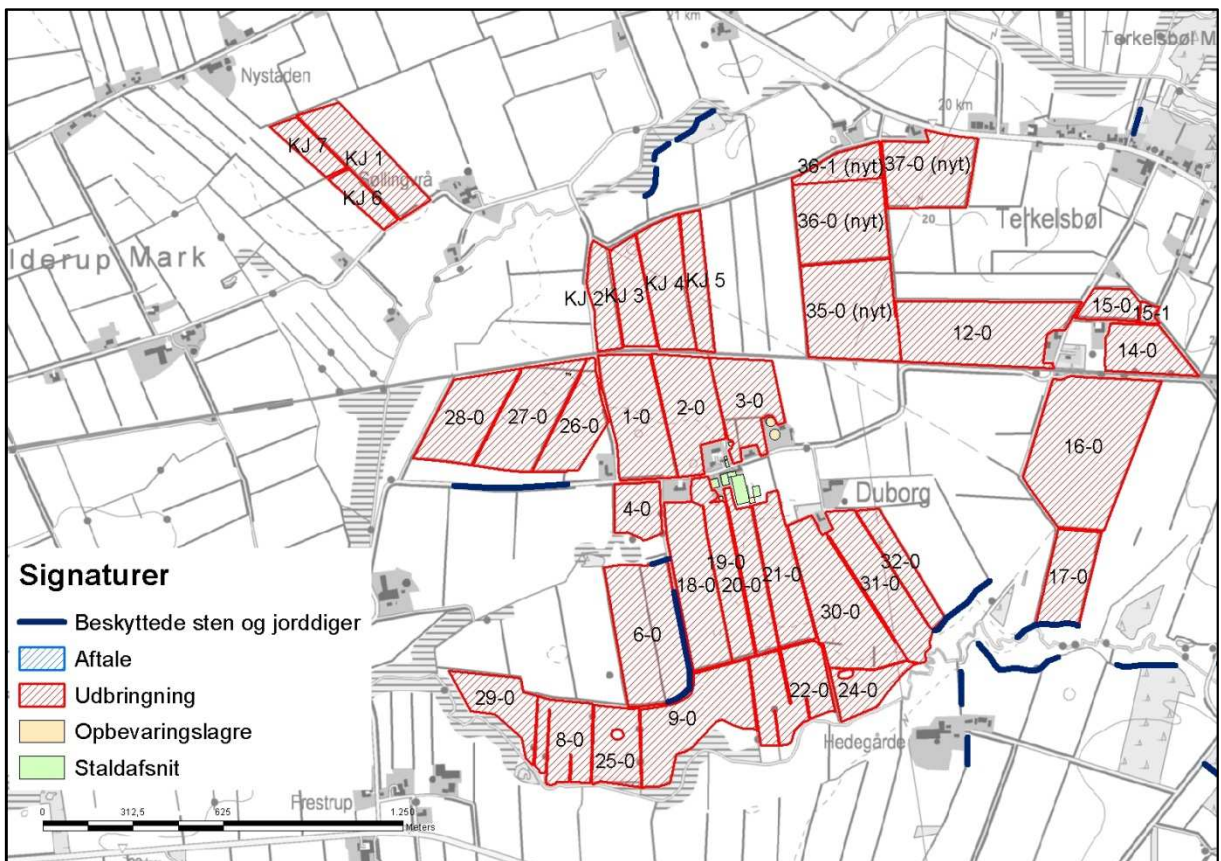 21 km
Terkelsbøl M
Nystaden
20 km
KJ 7
KJ 1
36-1 (nyt)
37-0 (nyt)
Søllingvrå
KJ 6
36-0 (nyt)
20
Terkelsbøl
lderup Mark
KJ 2
KJ 3
KJ 4
KJ 5
35-0 (nyt)
12-0
15-0
15-1
14-0
28-0
27-0
26-0
1-0
2-0
3-0
16-0
4-0
Duborg
18-0
19-0
20-0
21-0
30-0
31-0
32-0
17-0
6-0
29-0
8-0
25-0
9-0
22-0
24-0
Hedegårde
Frestrup
Signaturer
Beskyttede sten og jorddiger
Aftale
Udbringning
Opbevaringslagre
Staldafsnit
0 312,5 625 1.250
Meters